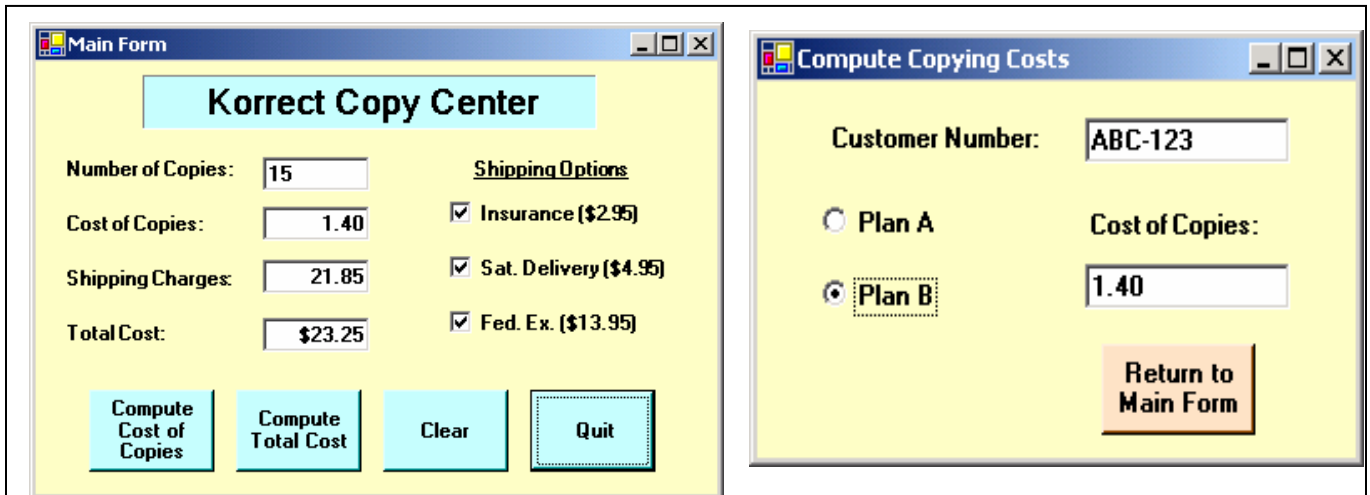 Main Form
Korrect Copy Center
Number of Copies: 15
Shipping Options
Cost of Copies: 1.40
Insurance ($2.95)
Shipping Charges: 21.85
Sat. Delivery ($4.95)
Total Cost: $23.25
Fed. Ex. ($13.95)
Compute
Cost of
Copies
Compute
Total Cost
Clear
Quit
Compute Copying Costs
Customer Number: ABC-123
Plan A
Cost of Copies:
Plan B
1.40
Return to
Main Form